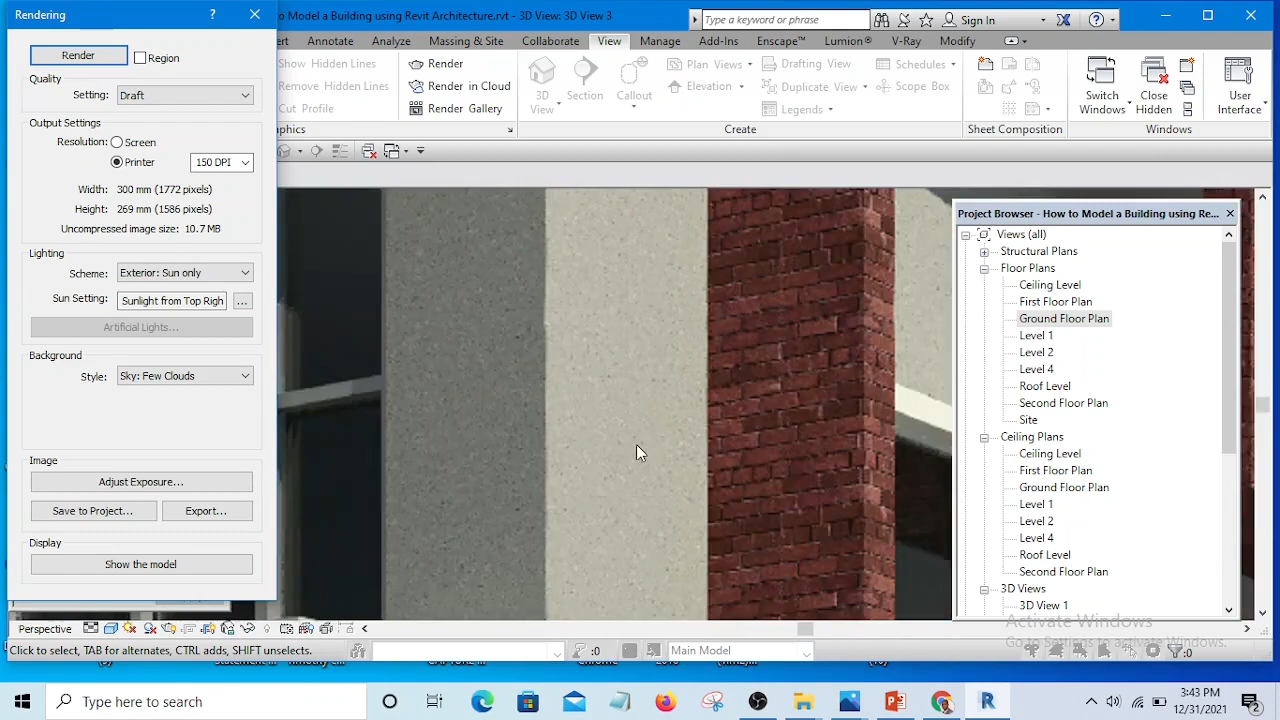 Rendering ? to Model a Building using Revit Architecture.rvt - 3D View: 3D View 3 Type a keyword or phrase Sign In
Render
Region
Quality
Setting: Draft
Output Settings
Resolution: Screen
Printer 150 DPI
Width: 300 mm (1772 pixels)
Height: 269 mm (1586 pixels)
Uncompressed image size: 10.7 MB
Lighting
Scheme: Exterior: Sun only
Sun Setting: Sunlight from Top Righ ...
Artificial Lights...
Background
Style: Sky: Few Clouds
Image
Adjust Exposure...
Save to Project... Export...
Display
Show the model
ert Annotate Analyze Massing & Site Collaborate View Manage Add-Ins Enscape™ Lumion® V-Ray Modify
Show Hidden Lines
Remove Hidden Lines
Cut Profile
Render
Render in Cloud
Render Gallery
3D
View
Section
Callout
Plan Views
Elevation
Drafting View
Duplicate View
Legends
Schedules
Scope Box
Switch
Windows
Close
Hidden
User
Interface
aphics Create Sheet Composition Windows
Project Browser - How to Model a Building using Re...
Views (all)
Structural Plans
Floor Plans
Ceiling Level
First Floor Plan
Ground Floor Plan
Level 1
Level 2
Level 4
Roof Level
Second Floor Plan
Site
Ceiling Plans
Ceiling Level
First Floor Plan
Ground Floor Plan
Level 1
Level 2
Level 4
Roof Level
Second Floor Plan
3D Views
3D View 1
Activate Windows
Go to Settings to activate Windows.
Perspective
Click to select, TAB for alternates, CTRL adds, SHIFT unselects. :0 Main Model :0
Type here to search
3:43 PM
12/31/2021
2